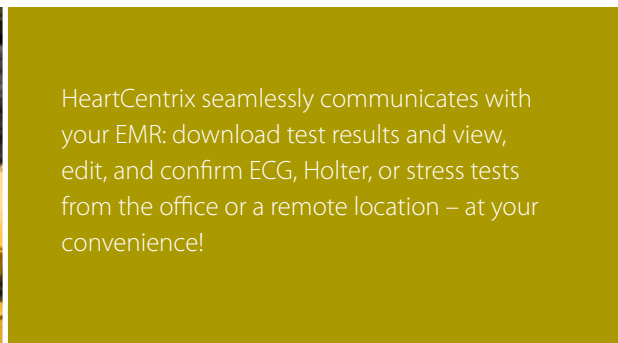 HeartCentrix seamlessly communicates with
your EMR: download test results and view,
edit, and confirm ECG, Holter, or stress tests
from the office or a remote location – at your
convenience!